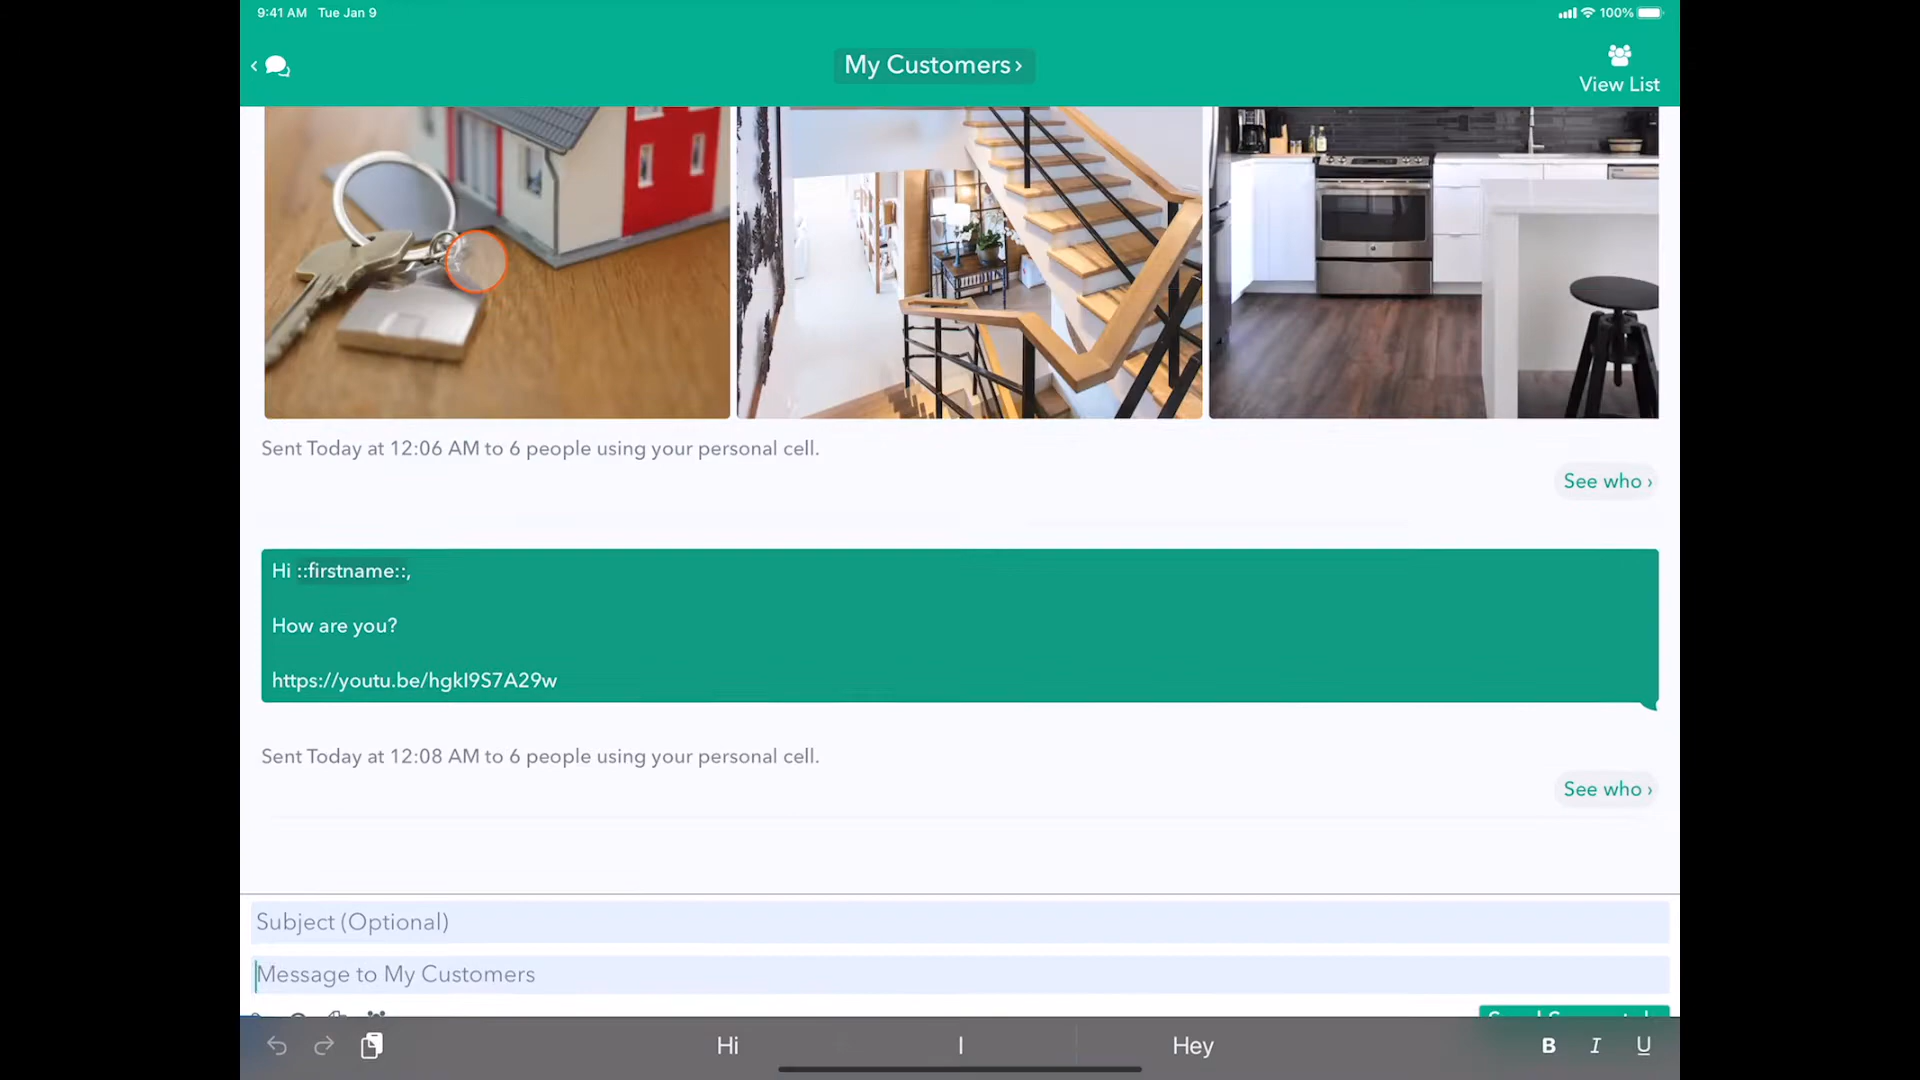 9:41 AM Tue Jan 9
100%
My Customers ›
View List
Sent Today at 12:06 AM to 6 people using your personal cell.
See who ›
Hi ::firstname::,
How are you?
https://youtu.be/hgkI9S7A29w
Sent Today at 12:08 AM to 6 people using your personal cell.
See who ›
Subject (Optional)
Message to My Customers
Hi I Hey
B I U